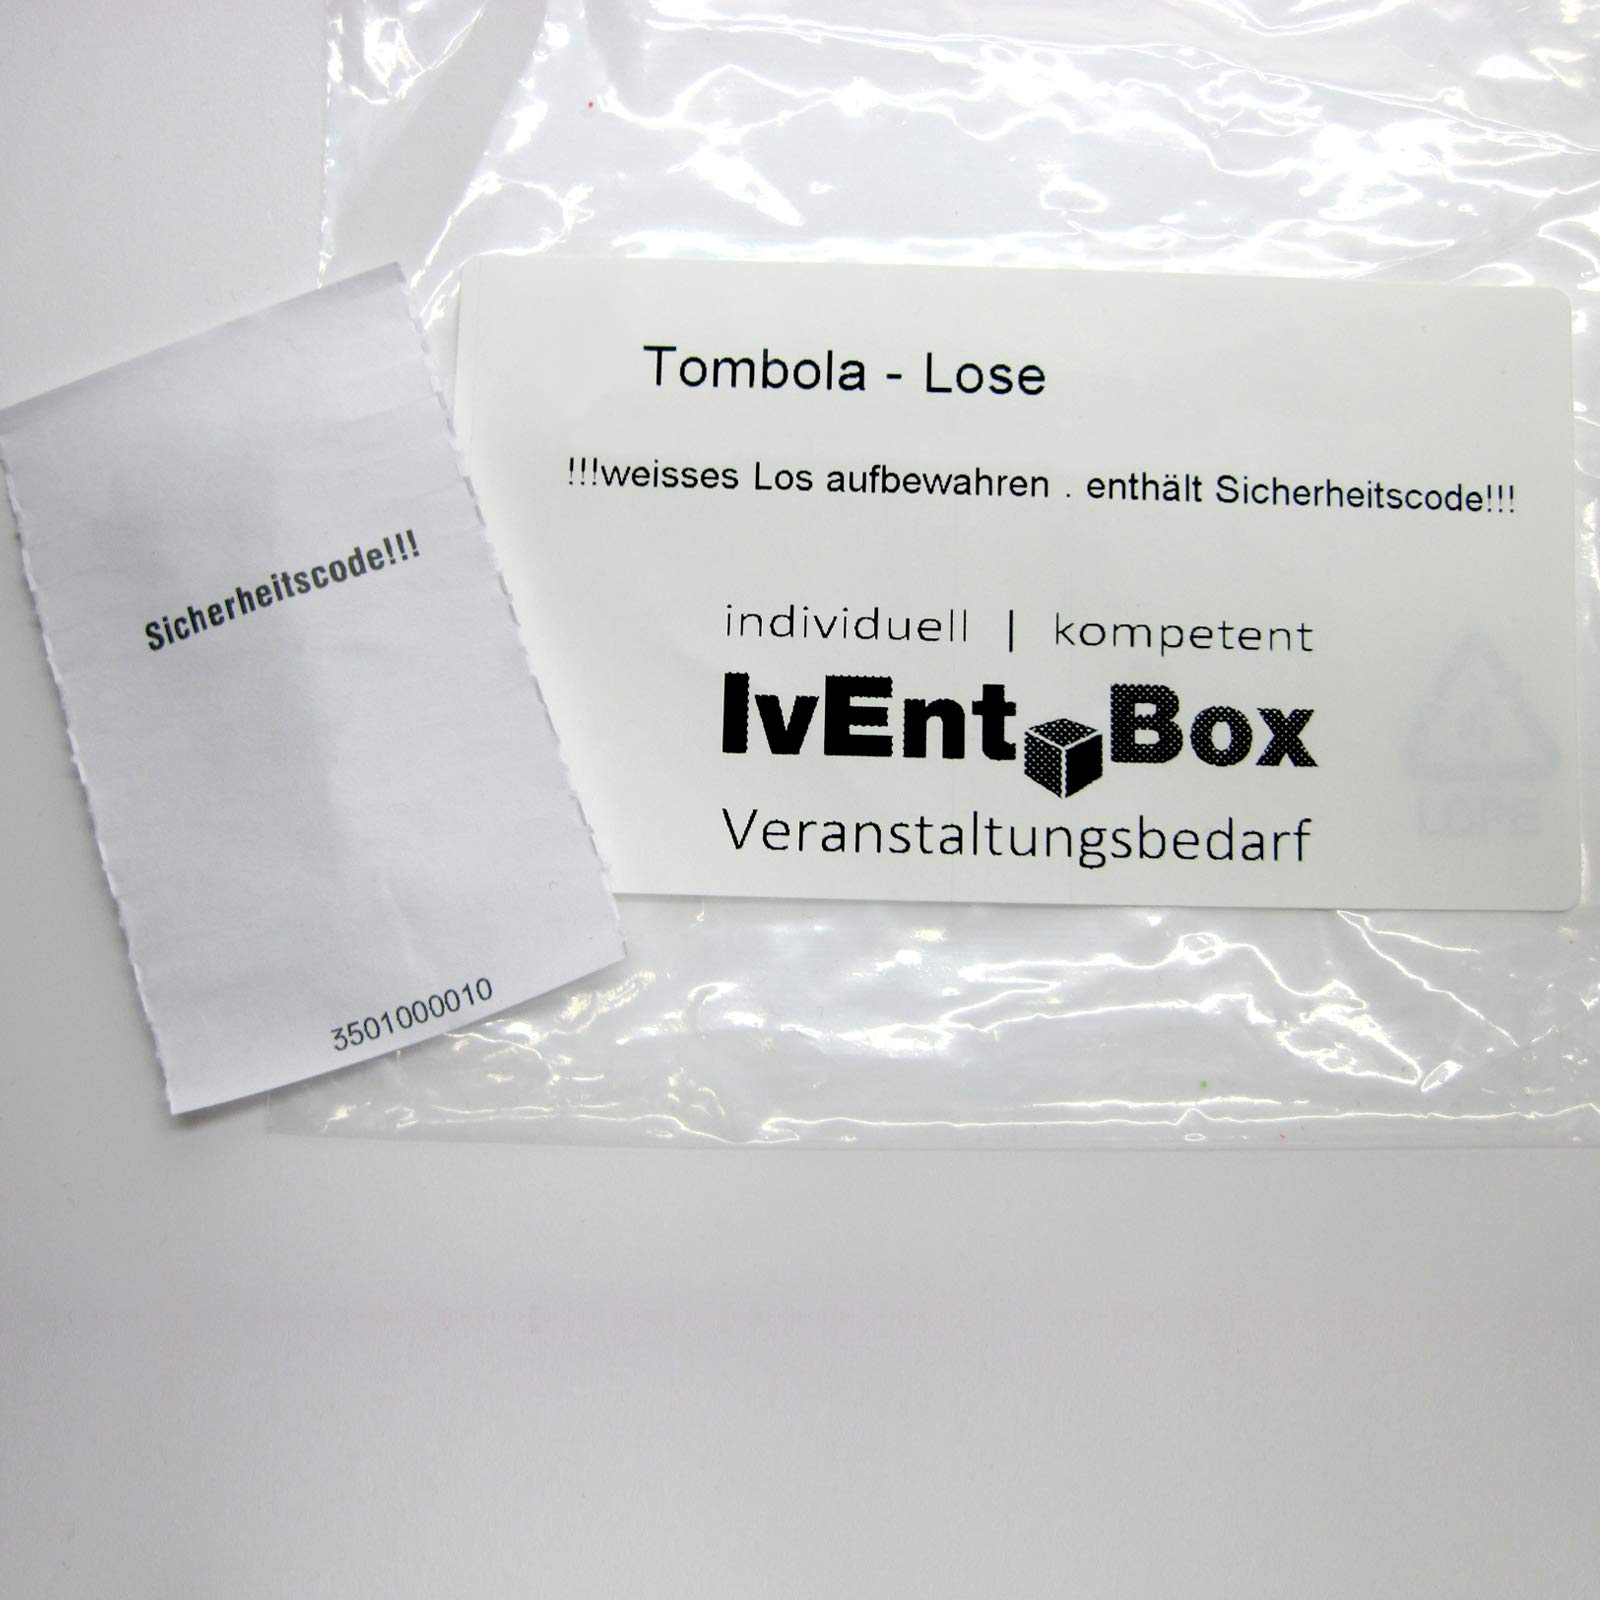 Tombola - Lose
!!!weisses Los aufbewahren . enthält Sicherheitscode!!!
individuell | kompetent
IvEnt Box
Veranstaltungsbedarf
Sicherheitscode!!!
3501000010